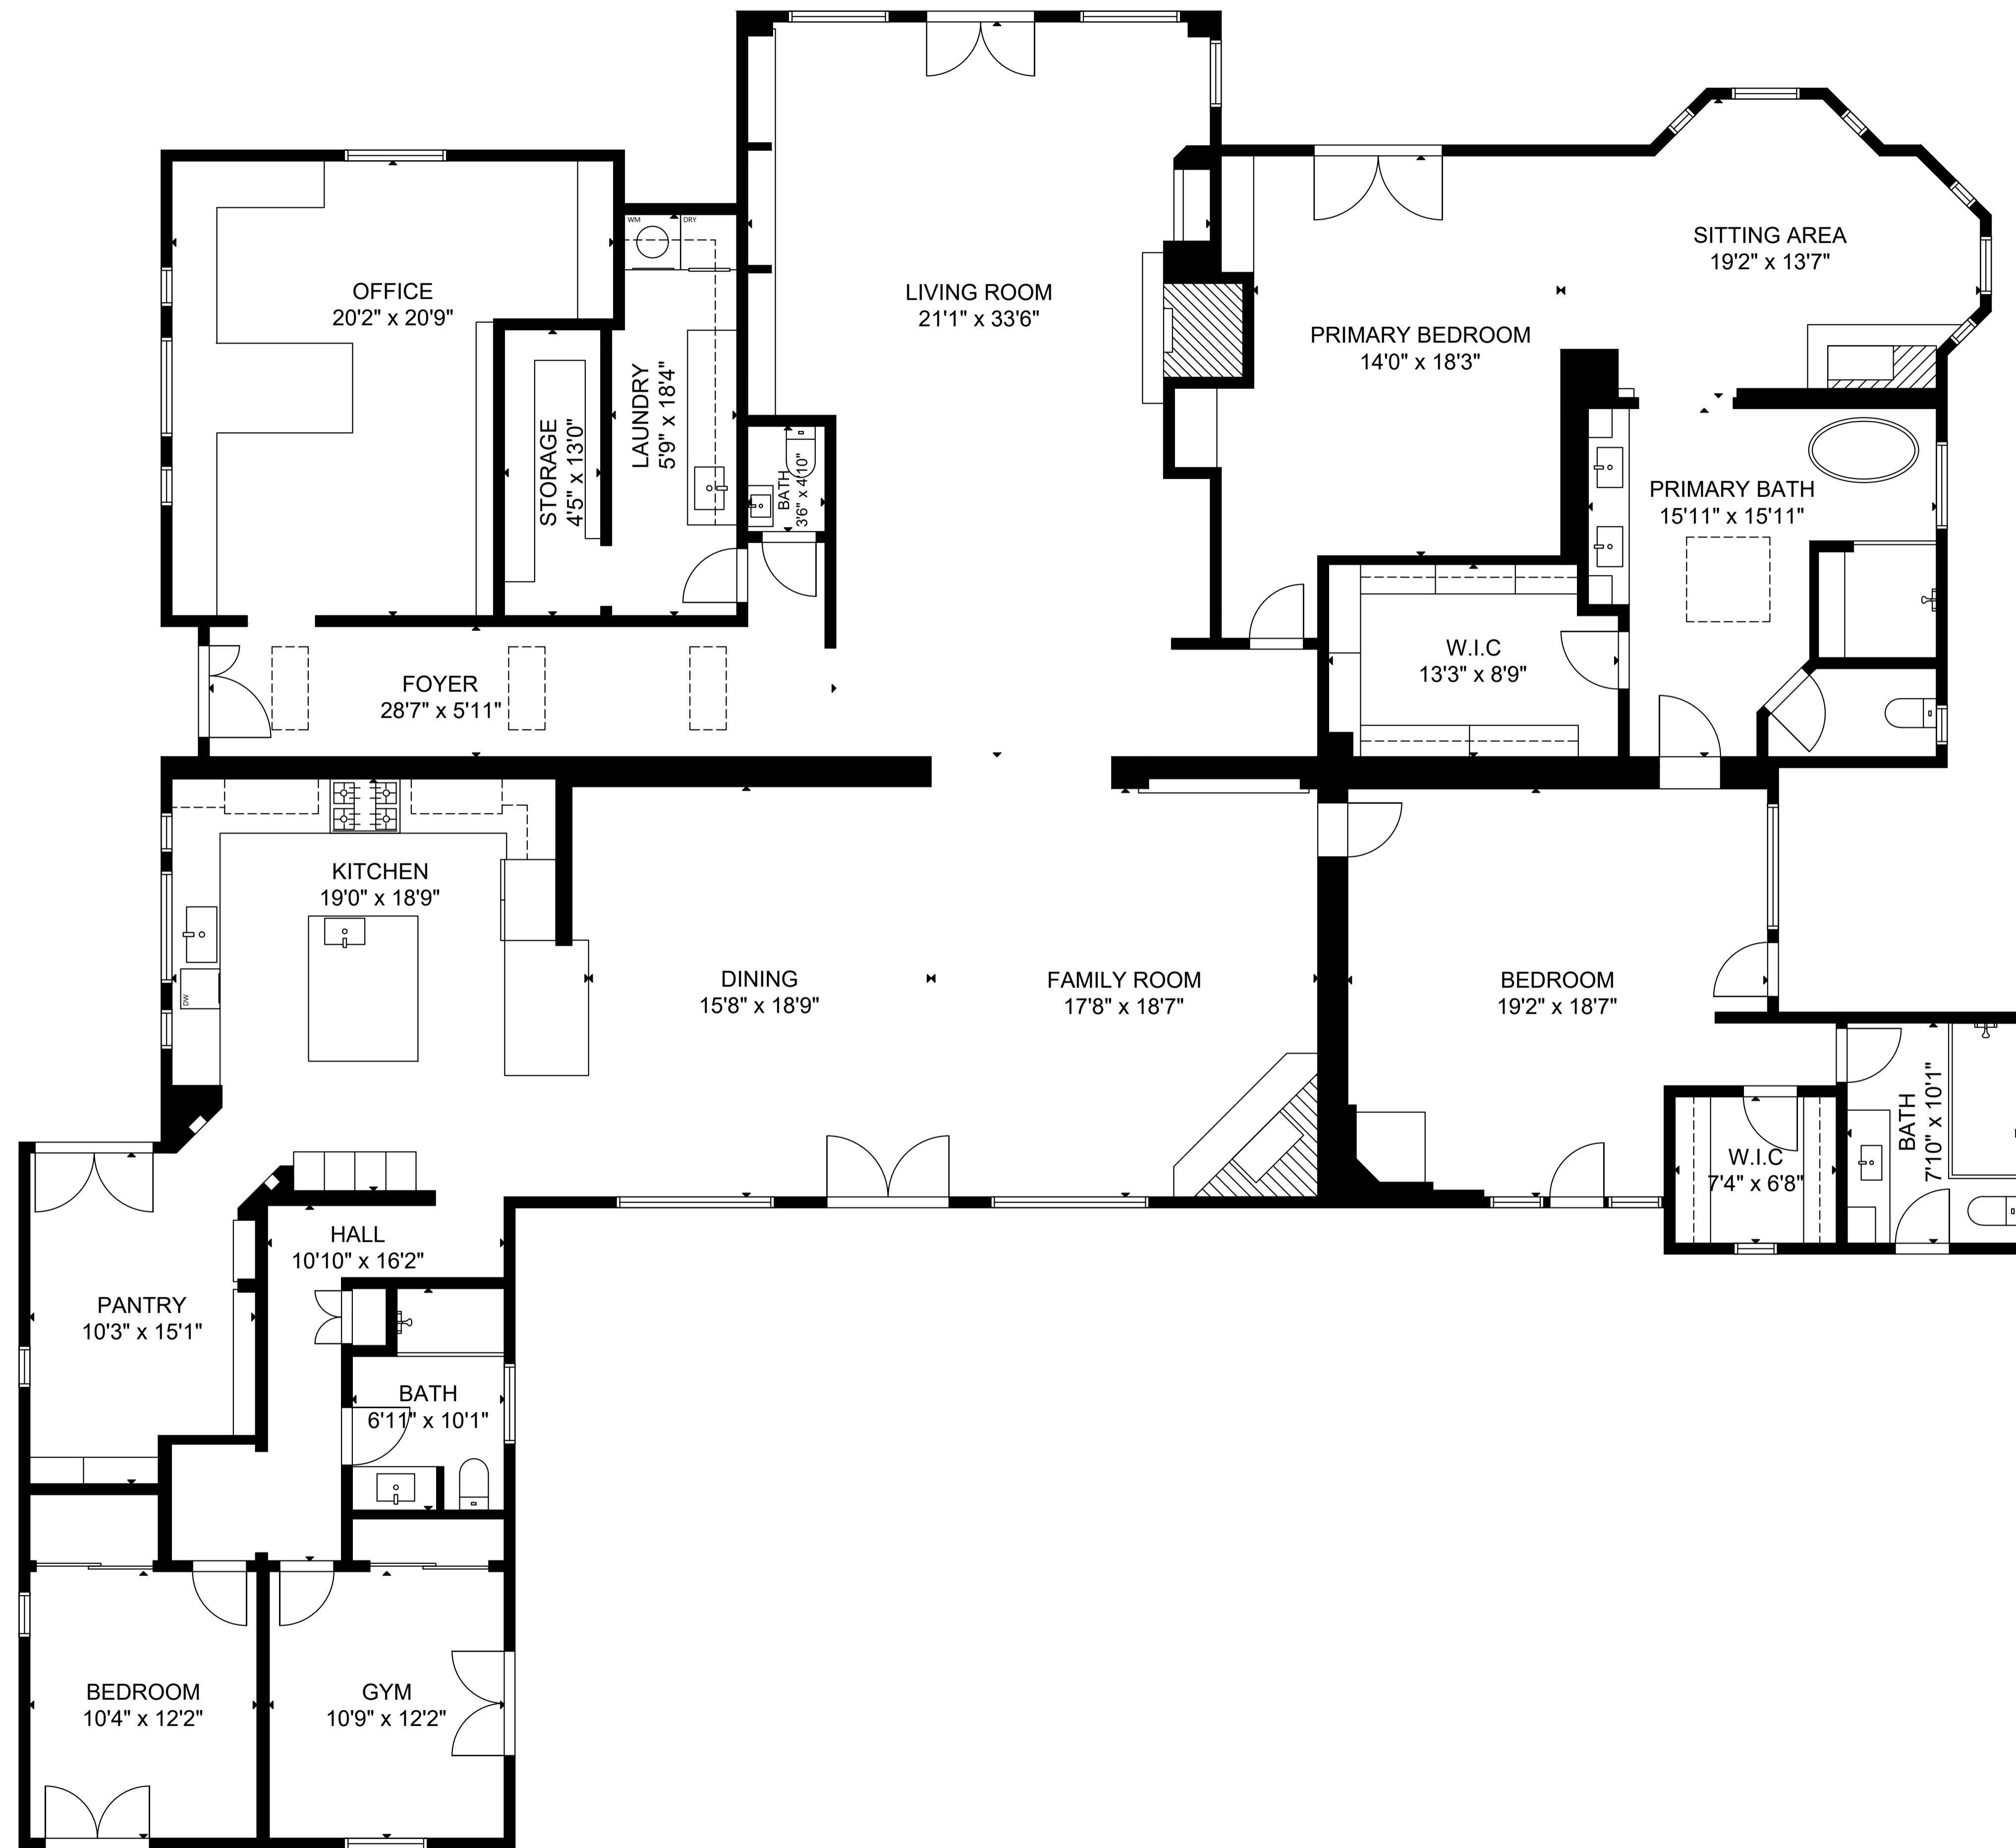 WM
DRY
OFFICE
20'2" x 20'9"
LIVING ROOM
21'1" x 33'6"
SITTING AREA
19'2" x 13'7"
PRIMARY BEDROOM
14'0" x 18'3"
STORAGE
4'5" x 13'0"
LAUNDRY
5'9" x 18'4"
BATH
3'6" x 4'10"
PRIMARY BATH
15'11" x 15'11"
W.I.C
13'3" x 8'9"
FOYER
28'7" x 5'11"
KITCHEN
19'0" x 18'9"
DW
DINING
15'8" x 18'9"
FAMILY ROOM
17'8" x 18'7"
BEDROOM
19'2" x 18'7"
BATH
7'10" x 10'1"
W.I.C
7'4" x 6'8"
HALL
10'10" x 16'2"
PANTRY
10'3" x 15'1"
BATH
6'11" x 10'1"
BEDROOM
10'4" x 12'2"
GYM
10'9" x 12'2"